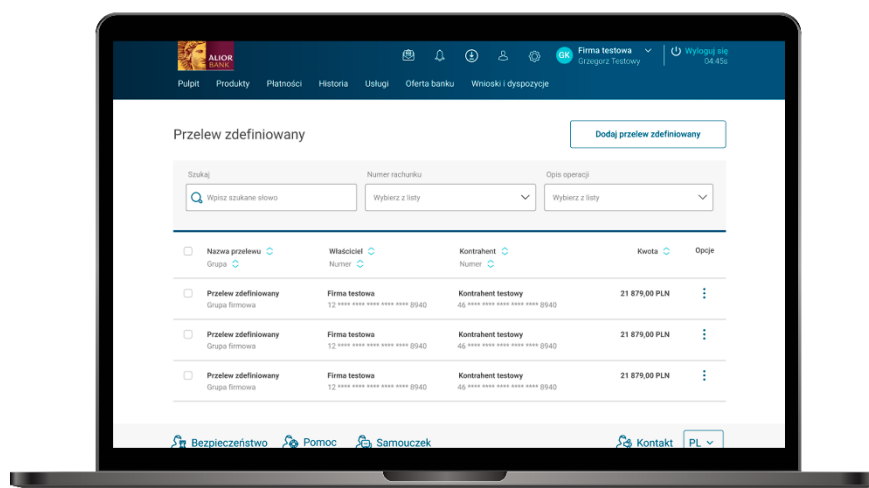 ALIOR
BANK
GK
Firma testowa
Grzegorz Testowy
Wyloguj się
04:45s
Pulpit Produkty Płatności Historia Usługi Oferta banku Wnioski i dyspozycje
Przelew zdefiniowany
Dodaj przelew zdefiniowany
Szukaj Numer rachunku Opis operacji
Wpisz szukane słowo Wybierz z listy Wybierz z listy
Nazwa przelewu Właściciel Kontrahent Kwota Opcje
Grupa Numer Numer
Przelew zdefiniowany Firma testowa Kontrahent testowy 21 879,00 PLN
Grupa firmowa 12 **** **** **** **** **** 8940 46 **** **** **** **** **** 8940
Przelew zdefiniowany Firma testowa Kontrahent testowy 21 879,00 PLN
Grupa firmowa 12 **** **** **** **** **** 8940 46 **** **** **** **** **** 8940
Przelew zdefiniowany Firma testowa Kontrahent testowy 21 879,00 PLN
Grupa firmowa 12 **** **** **** **** **** 8940 46 **** **** **** **** **** 8940
Bezpieczeństwo Pomoc Samouczek Kontakt PL